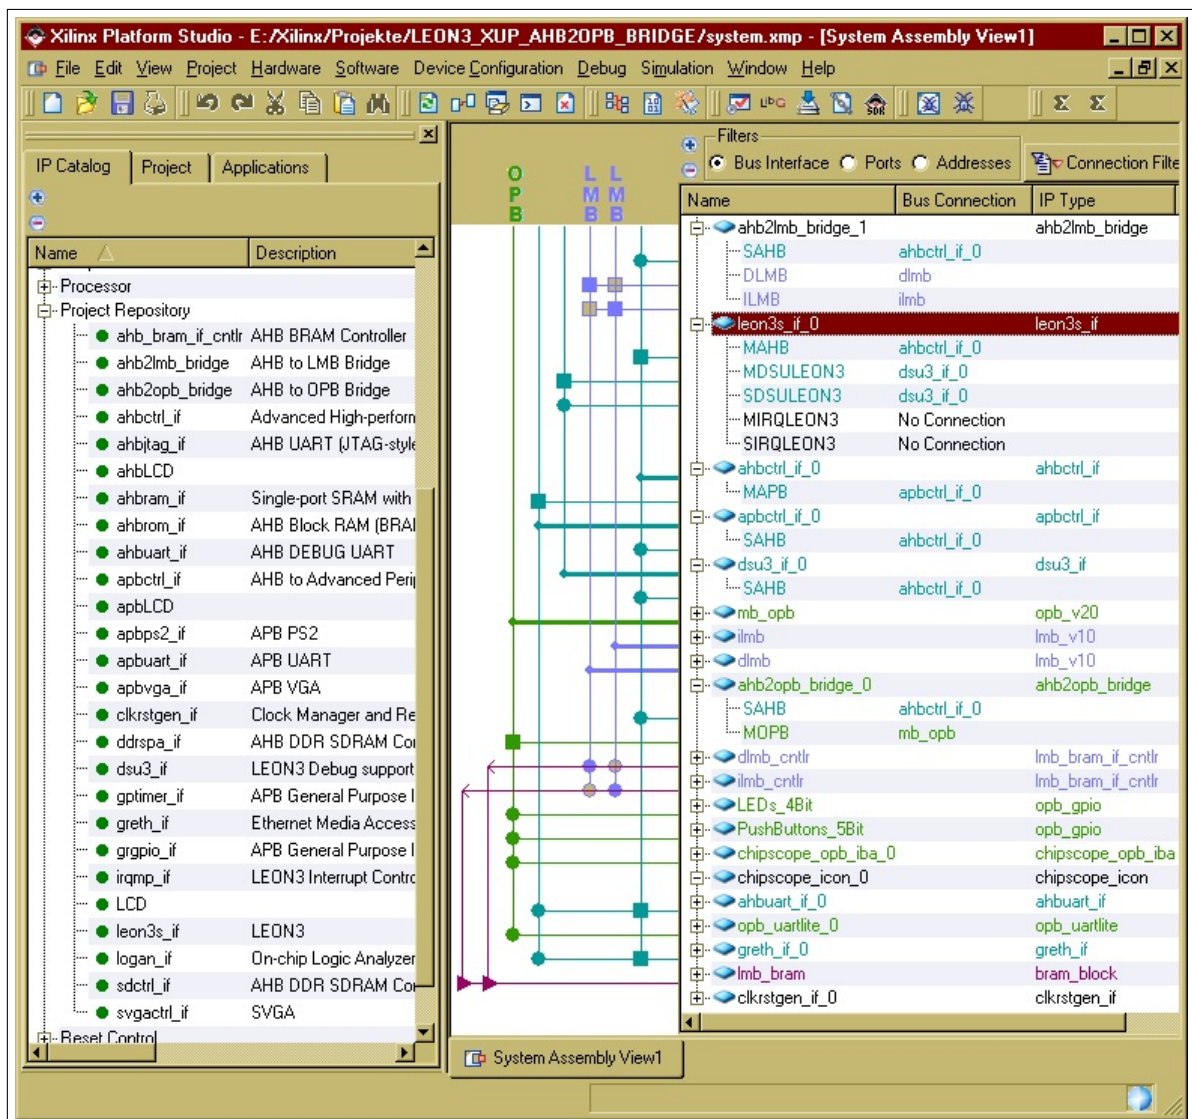 Xilinx Platform Studio - E:/Xilinx/Projekte/LEON3_XUP_AHB2OPB_BRIDGE/system.xmp - [System Assembly View1]
File Edit View Project Hardware Software Device Configuration Debug Simulation Window Help
IP Catalog Project Applications
Name Description
Processor
Project Repository
ahb_bram_if_cntlr AHB BRAM Controller
ahb2lmb_bridge AHB to LMB Bridge
ahb2opb_bridge AHB to OPB Bridge
ahbctrl_if Advanced High-perforn
ahbjtag_if AHB UART (JTAG-style
ahbLCD
ahbram_if Single-port SRAM with
ahbrom_if AHB Block RAM (BRAI
ahbuart_if AHB DEBUG UART
apbctrl_if AHB to Advanced Perip
apbLCD
apbps2_if APB PS2
apbuart_if APB UART
apbvga_if APB VGA
clkrstgen_if Clock Manager and Re
ddrspa_if AHB DDR SDRAM Coi
dsu3_if LEON3 Debug support
gptimer_if APB General Purpose I
greth_if Ethernet Media Access
grgpio_if APB General Purpose I
irqmp_if LEON3 Interrupt Contrc
LCD
leon3s_if LEON3
logan_if On-chip Logic Analyzer
sdctrl_if AHB DDR SDRAM Coi
svgactrl_if SVGA
Reset Control
OPB LMB LMB
Filters
Bus Interface Ports Addresses Connection Filte
Name Bus Connection IP Type
ahb2lmb_bridge_1 ahb2lmb_bridge
SAHB ahbctrl_if_0
DLMB dlmb
ILMB ilmb
leon3s_if_0 leon3s_if
MAHB ahbctrl_if_0
MDSULEON3 dsu3_if_0
SDSULEON3 dsu3_if_0
MIRQLEON3 No Connection
SIRQLEON3 No Connection
ahbctrl_if_0 ahbctrl_if
MAPB apbctrl_if_0
apbctrl_if_0 apbctrl_if
SAHB ahbctrl_if_0
dsu3_if_0 dsu3_if
SAHB ahbctrl_if_0
mb_opb opb_v20
ilmb lmb_v10
dlmb lmb_v10
ahb2opb_bridge_0 ahb2opb_bridge
SAHB ahbctrl_if_0
MOPB mb_opb
dlmb_cntlr lmb_bram_if_cntlr
ilmb_cntlr lmb_bram_if_cntlr
LEDs_4Bit opb_gpio
PushButtons_5Bit opb_gpio
chipscope_opb_iba_0 chipscope_opb_iba
chipscope_icon_0 chipscope_icon
ahbuart_if_0 ahbuart_if
opb_uartlite_0 opb_uartlite
greth_if_0 greth_if
lmb_bram bram_block
clkrstgen_if_0 clkrstgen_if
System Assembly View1